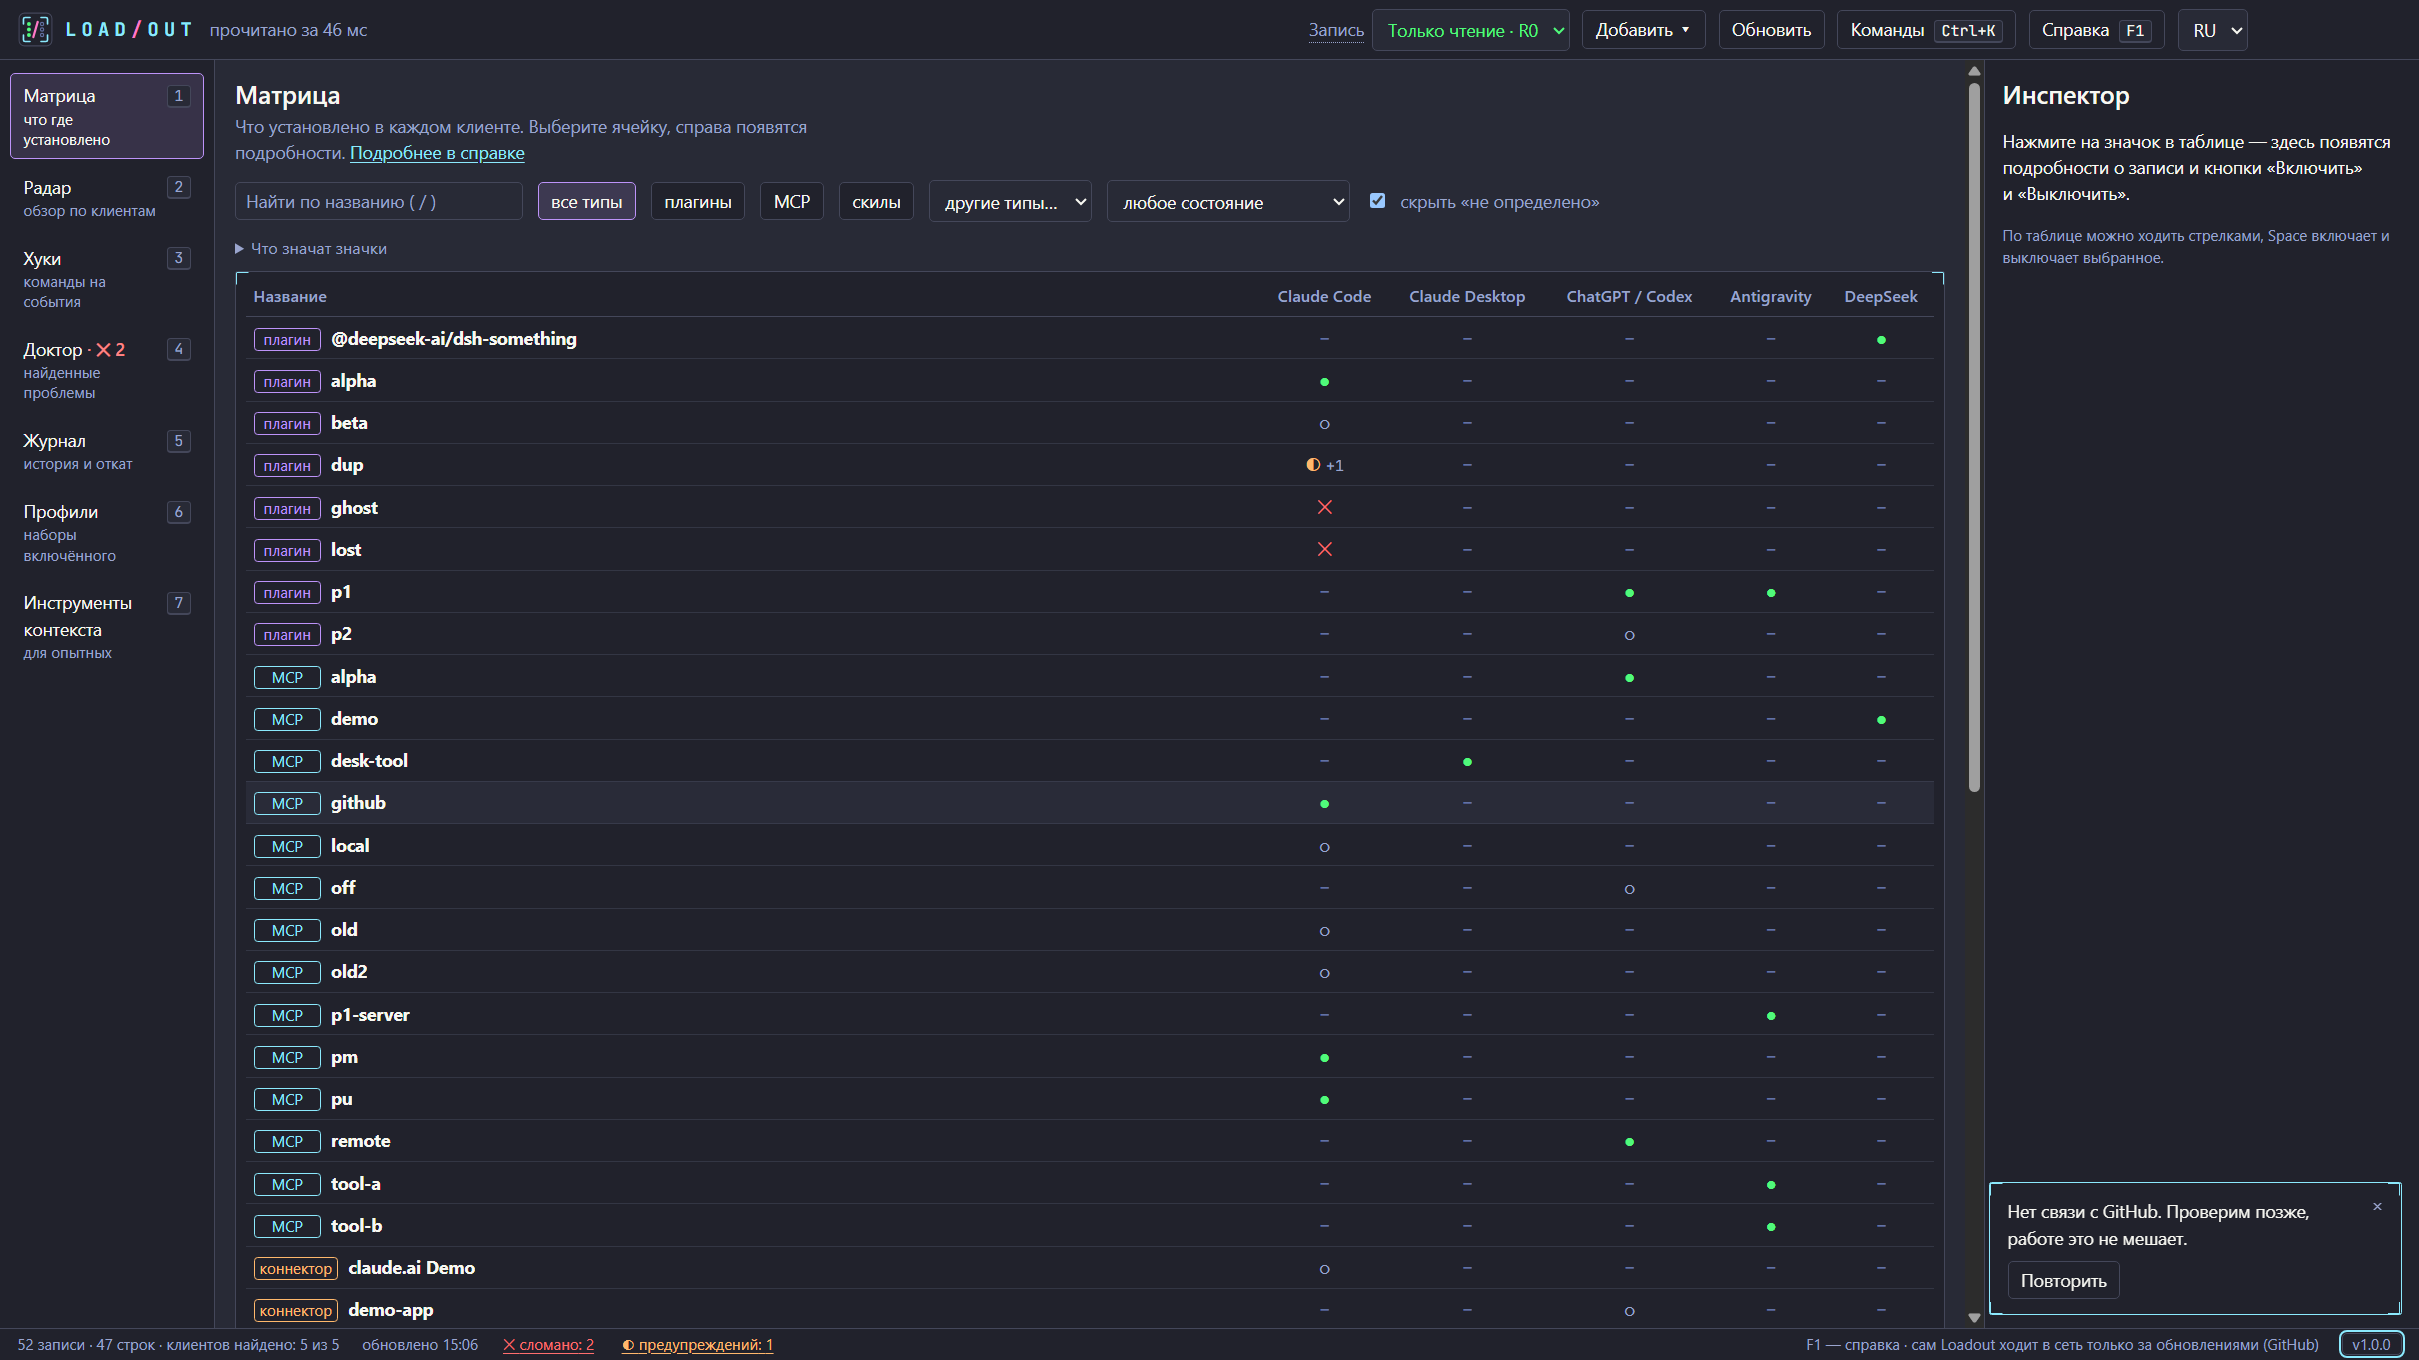 LOAD/OUT прочитано за 46 мс Запись Только чтение · R0 Добавить ▾ Обновить Команды Ctrl+K Справка F1 RU
Матрица 1
что где
установлено
Радар 2
обзор по клиентам
Хуки 3
команды на
события
Доктор · ✕ 2 4
найденные
проблемы
Журнал 5
история и откат
Профили 6
наборы
включённого
Инструменты 7
контекста
для опытных
Матрица
Что установлено в каждом клиенте. Выберите ячейку, справа появятся
подробности. Подробнее в справке
Найти по названию ( / ) все типы плагины MCP скилы другие типы... любое состояние скрыть «не определено»
▶ Что значат значки
Название Claude Code Claude Desktop ChatGPT / Codex Antigravity DeepSeek
плагин @deepseek-ai/dsh-something – – – – ●
плагин alpha ● – – – –
плагин beta ○ – – – –
плагин dup ◐ +1 – – – –
плагин ghost ✕ – – – –
плагин lost ✕ – – – –
плагин p1 – – ● ● –
плагин p2 – – ○ – –
MCP alpha – – ● – –
MCP demo – – – – ●
MCP desk-tool – ● – – –
MCP github ● – – – –
MCP local ○ – – – –
MCP off – – ○ – –
MCP old ○ – – – –
MCP old2 ○ – – – –
MCP p1-server – – – ● –
MCP pm ● – – – –
MCP pu ● – – – –
MCP remote – – ● – –
MCP tool-a – – – ● –
MCP tool-b – – – ● –
коннектор claude.ai Demo ○ – – – –
коннектор demo-app – – ○ – –
Инспектор
Нажмите на значок в таблице — здесь появятся
подробности о записи и кнопки «Включить»
и «Выключить».
По таблице можно ходить стрелками, Space включает и
выключает выбранное.
Нет связи с GitHub. Проверим позже, ×
работе это не мешает.
Повторить
52 записи · 47 строк · клиентов найдено: 5 из 5 обновлено 15:06 ✕ сломано: 2 ◐ предупреждений: 1 F1 — справка · сам Loadout ходит в сеть только за обновлениями (GitHub) v1.0.0